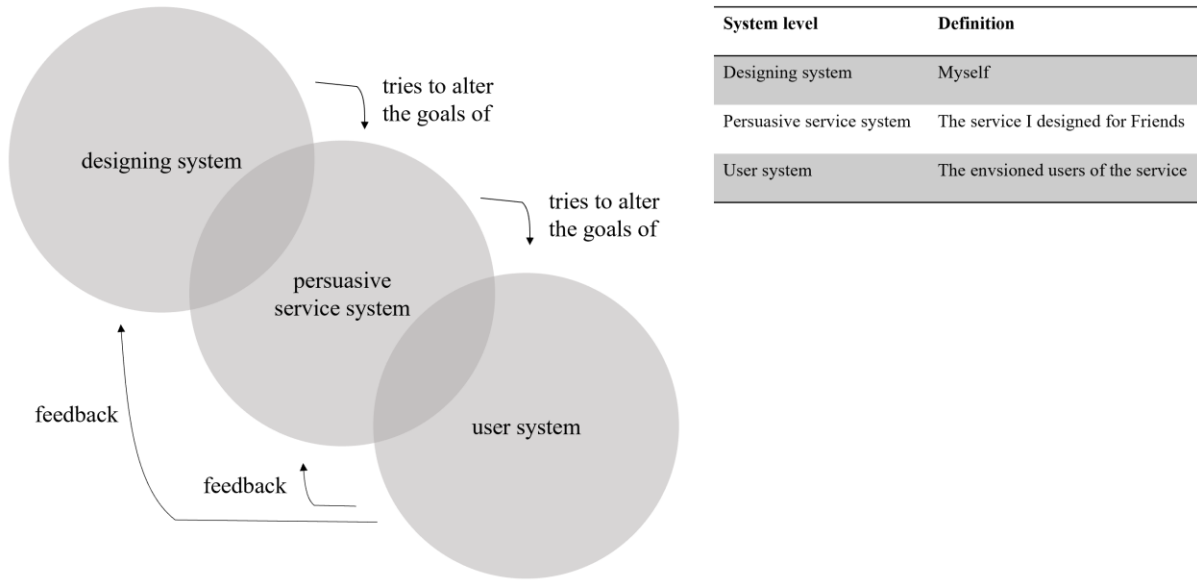 tries to alter
the goals of
designing system
tries to alter
the goals of
persuasive
service system
feedback
user system
feedback
System level Definition
Designing system Myself
Persuasive service system The service I designed for Friends
User system The envsioned users of the service